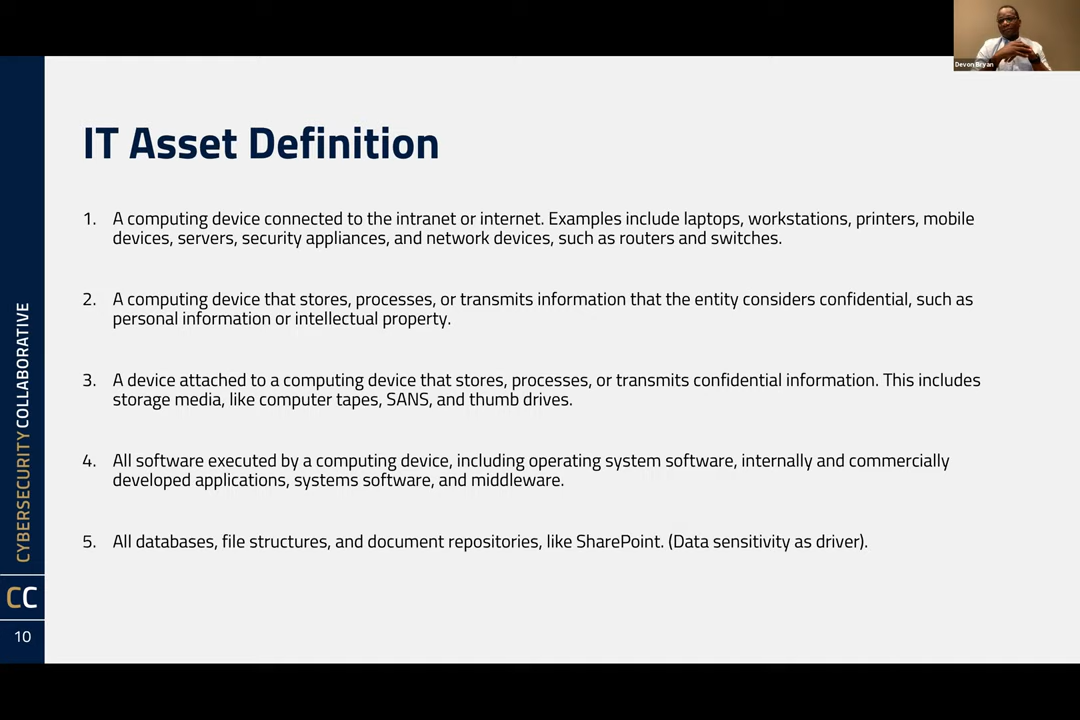 Devon Bryan
IT Asset Definition
1. A computing device connected to the intranet or internet. Examples include laptops, workstations, printers, mobile
devices, servers, security appliances, and network devices, such as routers and switches.
2. A computing device that stores, processes, or transmits information that the entity considers confidential, such as
personal information or intellectual property.
3. A device attached to a computing device that stores, processes, or transmits confidential information. This includes
storage media, like computer tapes, SANS, and thumb drives.
4. All software executed by a computing device, including operating system software, internally and commercially
developed applications, systems software, and middleware.
5. All databases, file structures, and document repositories, like SharePoint. (Data sensitivity as driver).
CYBERSECURITY COLLABORATIVE
CC
10